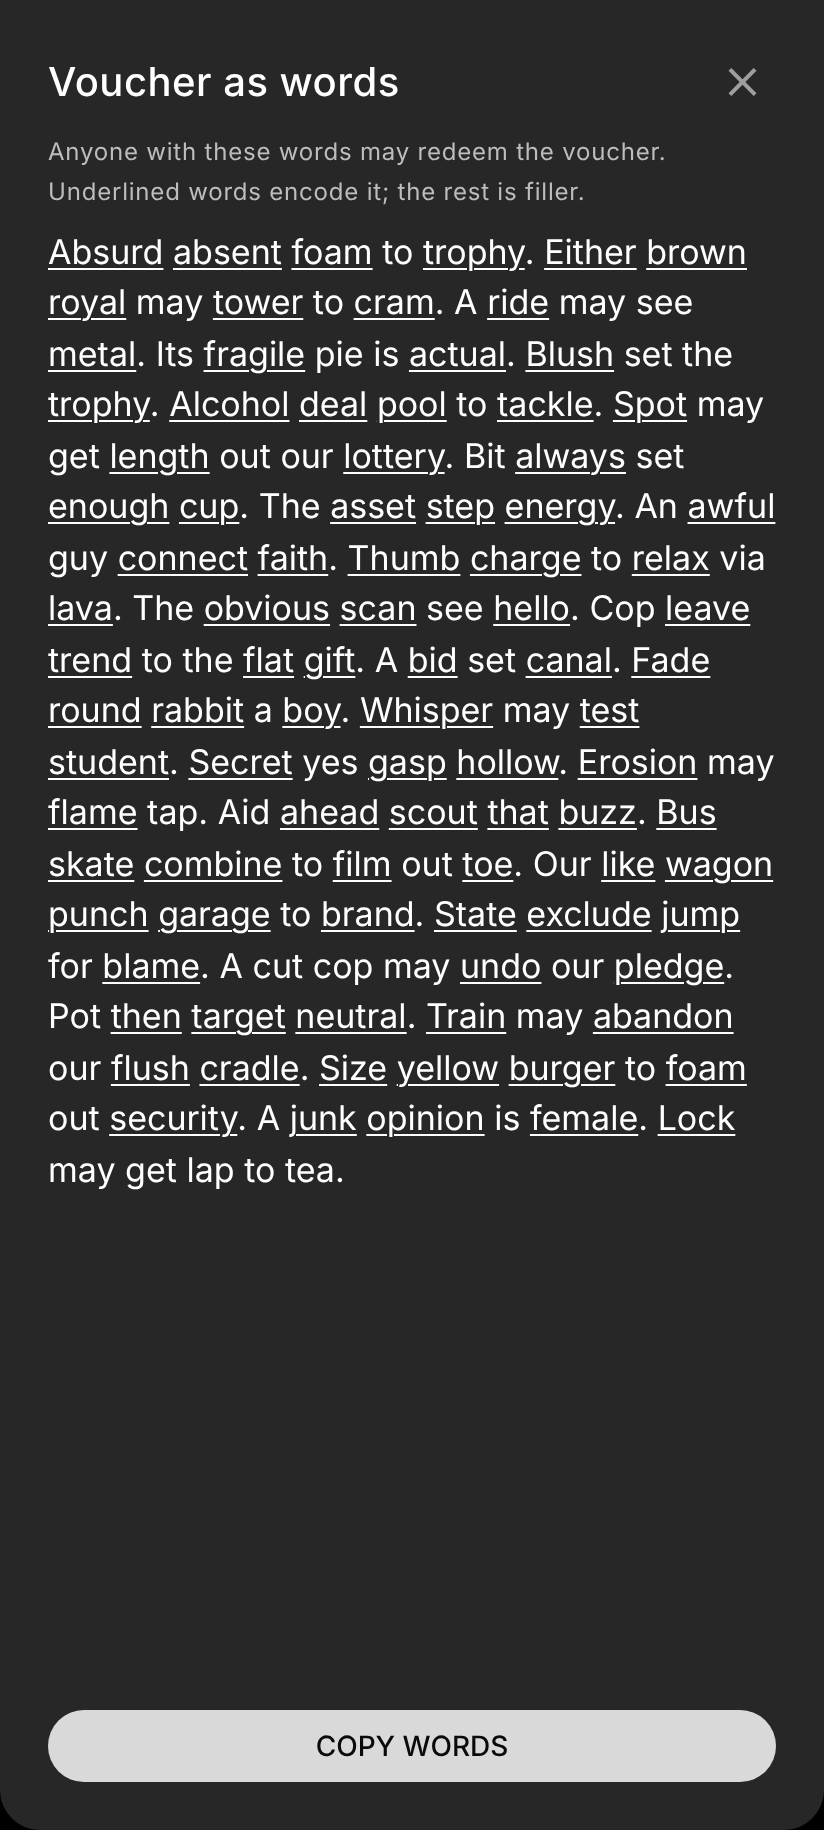 Voucher as words
Anyone with these words may redeem the voucher.
Underlined words encode it; the rest is filler.
Absurd absent foam to trophy. Either brown
royal may tower to cram. A ride may see
metal. Its fragile pie is actual. Blush set the
trophy. Alcohol deal pool to tackle. Spot may
get length out our lottery. Bit always set
enough cup. The asset step energy. An awful
guy connect faith. Thumb charge to relax via
lava. The obvious scan see hello. Cop leave
trend to the flat gift. A bid set canal. Fade
round rabbit a boy. Whisper may test
student. Secret yes gasp hollow. Erosion may
flame tap. Aid ahead scout that buzz. Bus
skate combine to film out toe. Our like wagon
punch garage to brand. State exclude jump
for blame. A cut cop may undo our pledge.
Pot then target neutral. Train may abandon
our flush cradle. Size yellow burger to foam
out security. A junk opinion is female. Lock
may get lap to tea.
COPY WORDS